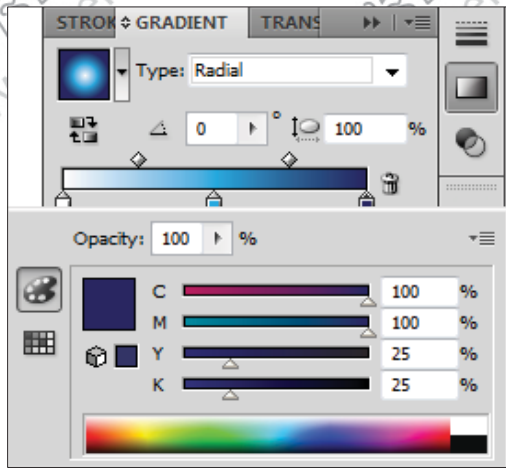 STROK GRADIENT TRANS
Type: Radial
0 ° 100 %
Opacity: 100 %
C 100 %
M 100 %
Y 25 %
K 25 %